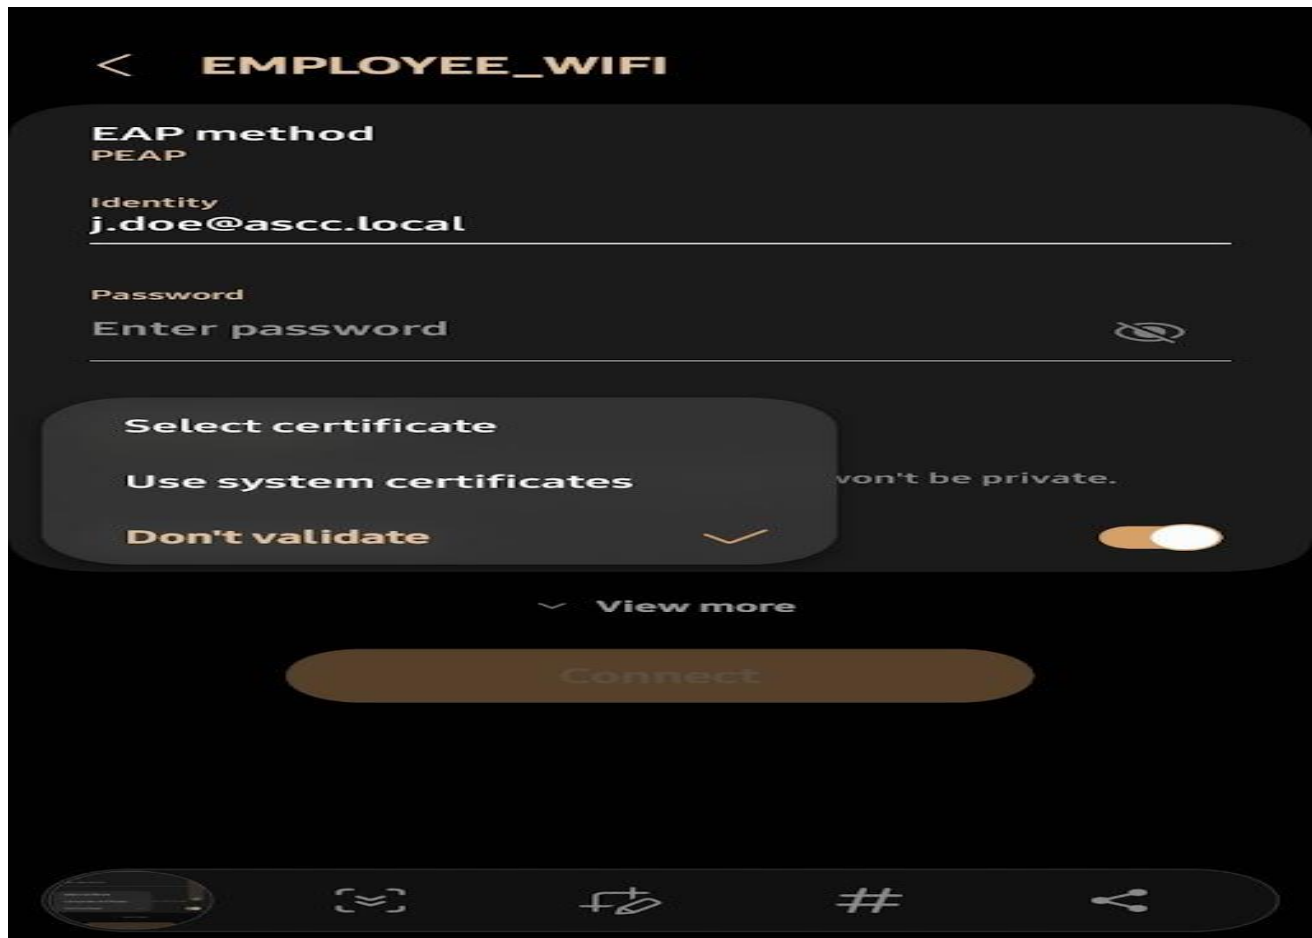 EMPLOYEE_WIFI
EAP method
PEAP
Identity
j.doe@ascc.local
Password
Enter password
Select certificate
Use system certificates
won't be private.
Don't validate
View more
Connect